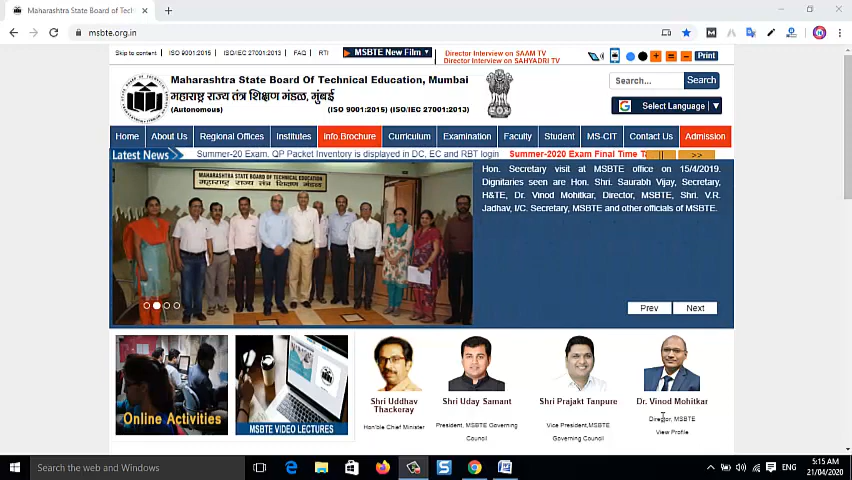 Maharashtra State Board of Tech
msbte.org.in
Skip to content
ISO 9001:2015
ISO/IEC 27001:2013
FAQ
RTI
MSBTE New Film
Director Interview on SAAM TV
Director Interview on SAHYADRI TV
Print
Maharashtra State Board Of Technical Education, Mumbai
महाराष्ट्र राज्य तंत्र शिक्षण मंडळ, मुंबई
(Autonomous) (ISO 9001:2015) (ISO/IEC 27001:2013)
Search...
Search
Select Language
Home
About Us
Regional Offices
Institutes
Info.Brochure
Curriculum
Examination
Faculty
Student
MS-CIT
Contact Us
Admission
Latest News
Summer-20 Exam. QP Packet Inventory is displayed in DC, EC and RBT login
Summer-2020 Exam Final Time
>>
MAHARASHTRA STATE BOARD OF TECHNICAL EDUCATION
महाराष्ट्र राज्य तंत्र शिक्षण मंडळ
Hon. Secretary visit at MSBTE office on 15/4/2019.
Dignitaries seen are Hon. Shri. Saurabh Vijay, Secretary,
H&TE, Dr. Vinod Mohitkar, Director, MSBTE, Shri. V.R.
Jadhav, I/C. Secretary, MSBTE and other officials of MSBTE.
Prev
Next
Online Activities
MSBTE VIDEO LECTURES
Shri Uddhav
Thackeray
Hon'ble Chief Minister
Shri Uday Samant
President, MSBTE Governing
Council
Shri Prajakt Tanpure
Vice President,MSBTE
Governing Council
Dr. Vinod Mohitkar
Director, MSBTE
View Profile
Search the web and Windows
ENG
5:15 AM
21/04/2020